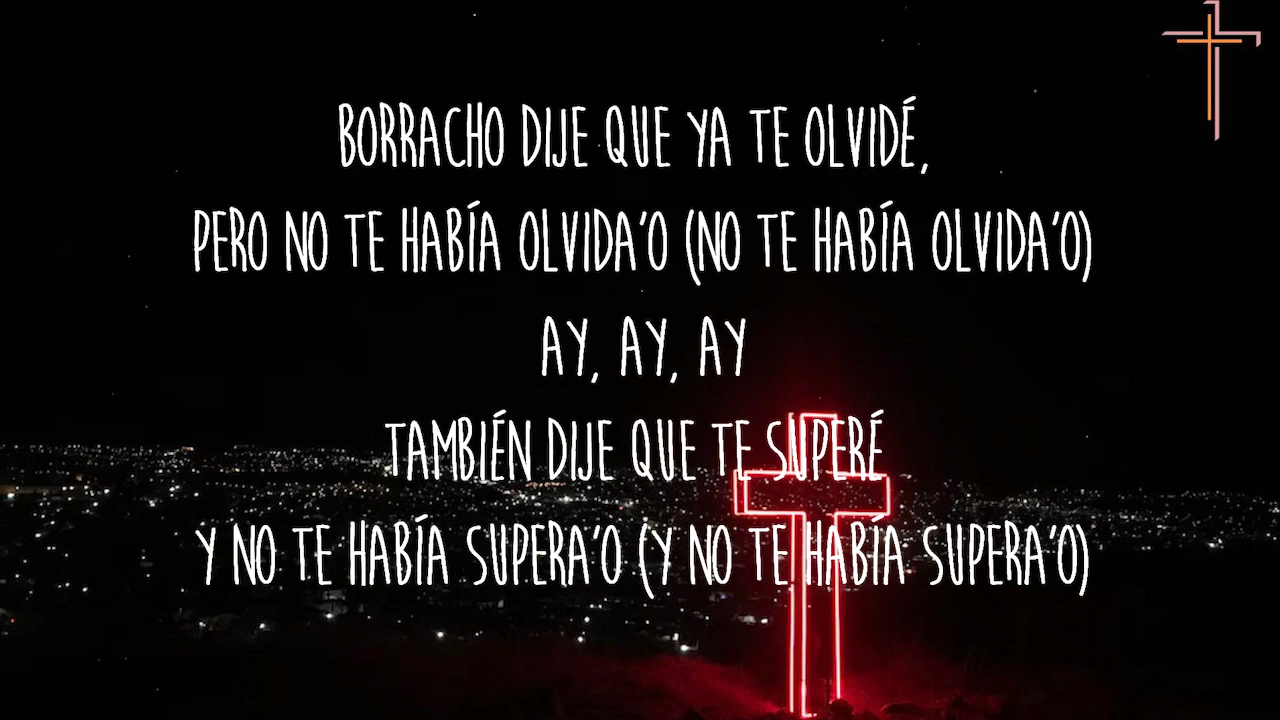 BORRACHO DIJE QUE YA TE OLVIDÉ,
PERO NO TE HABÍA OLVIDA'O (NO TE HABÍA OLVIDA'O)
AY, AY, AY
TAMBIÉN DIJE QUE TE SUPERÉ
Y NO TE HABÍA SUPERA'O (Y NO TE HABÍA SUPERA'O)